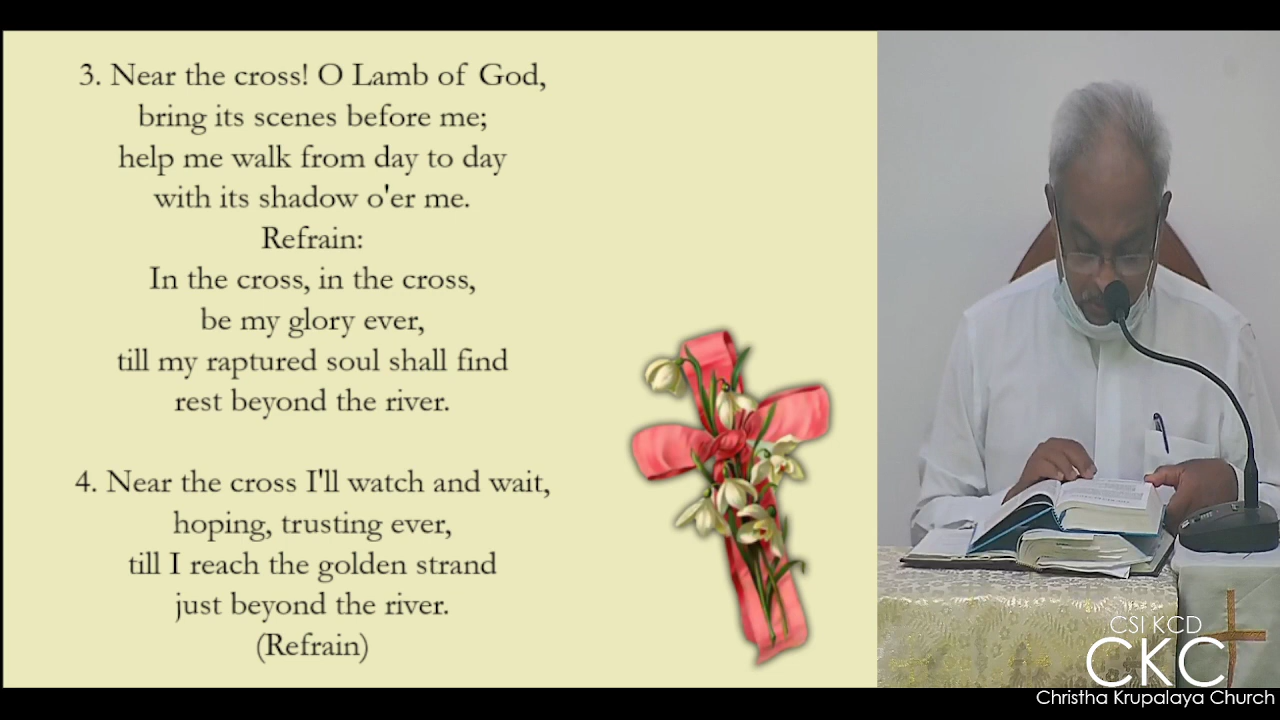 3. Near the cross! O Lamb of God,
bring its scenes before me;
help me walk from day to day
with its shadow o'er me.
Refrain:
In the cross, in the cross,
be my glory ever,
till my raptured soul shall find
rest beyond the river.
4. Near the cross I'll watch and wait,
hoping, trusting ever,
till I reach the golden strand
just beyond the river.
(Refrain)
CSI KCD
CKC
Christha Krupalaya Church